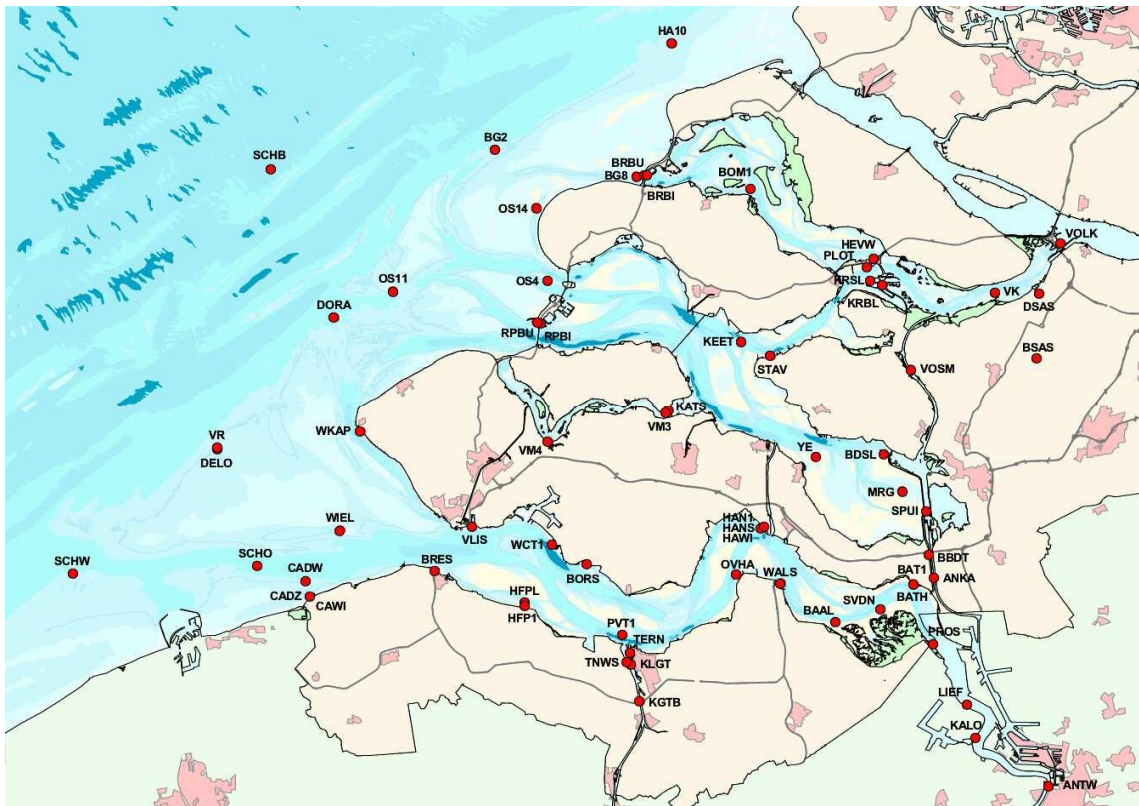 HA10
BG2
SCHB
BRBU
BG8
BRBI
BOM1
OS14
VOLK
HEVW
PLOT
OS4
KRSL
OS11
KRBL
VK
DSAS
DORA
RPBU
RPBI
KEET
STAV
BSAS
VOSM
KATS
VM3
WKAP
VR
DELO
VM4
YE
BDSL
MRG
SPUI
WIEL
VLIS
HAN1
HANS
HAWI
WCT1
BBDT
SCHW
SCHO
CADW
BRES
BORS
OVHA
WALS
BAT1
ANKA
BATH
CADZ
CAWI
HFPL
HFP1
SVDN
BAAL
PVT1
TERN
PROS
TNWS
KLGT
KGTB
LIEF
KALO
ANTW